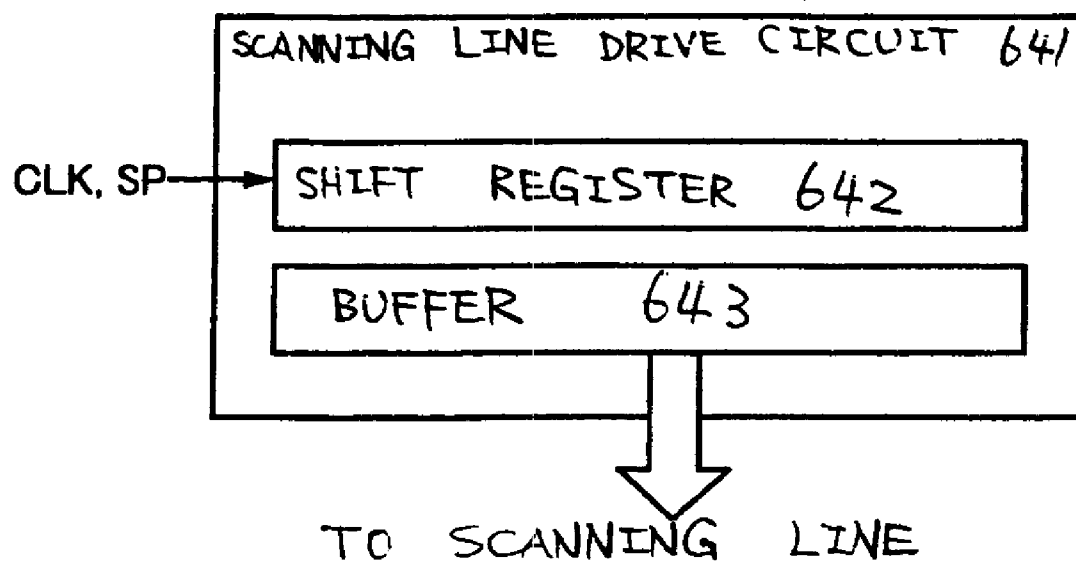 SCANNING LINE DRIVE CIRCUIT 641
CLK, SP
SHIFT REGISTER 642
BUFFER 643
TO SCANNING LINE